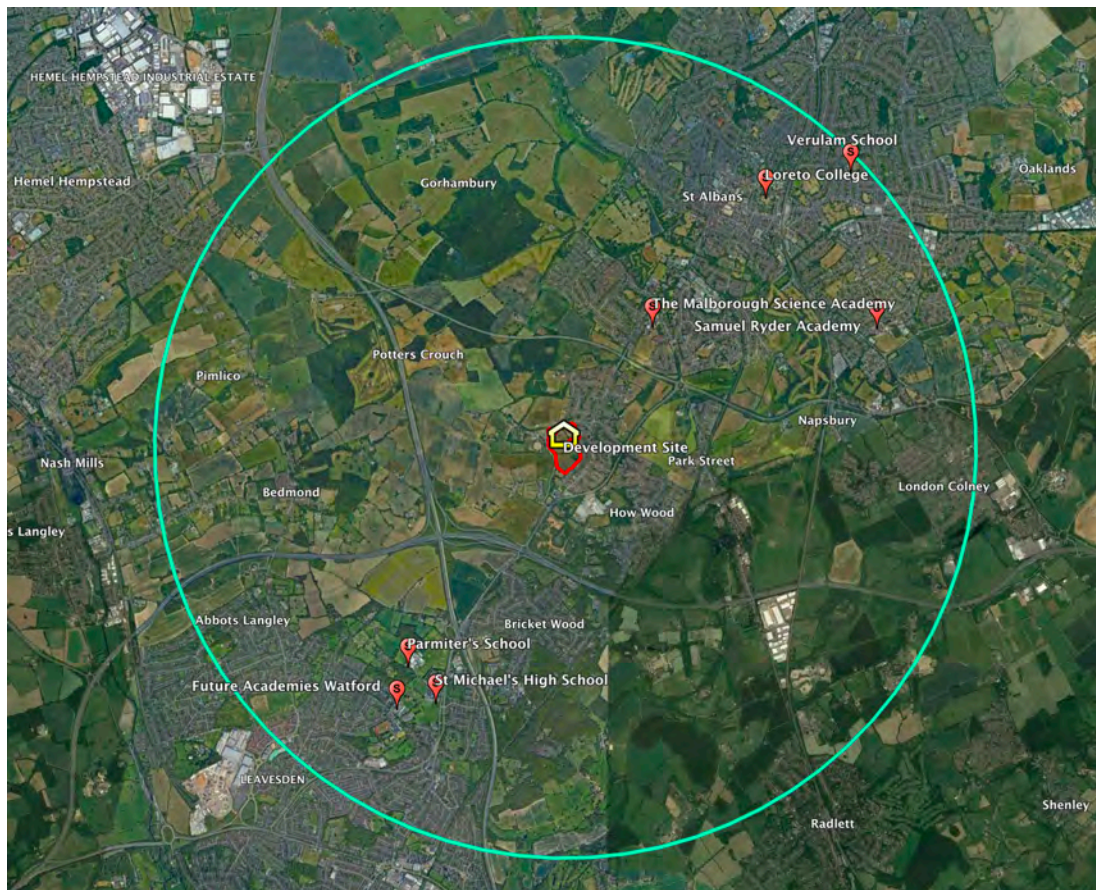 HEMEL HEMPSTEAD INDUSTRIAL ESTATE
Verulam School
S
Loreto College
Oaklands
Hemel Hempstead
Gorhambury
St Albans
S
The Malborough Science Academy
Samuel Ryder Academy
Potters Crouch
Pimlico
Napsbury
Development Site
Nash Mills
Park Street
Bedmond
London Colney
How Wood
s Langley
Abbots Langley
Bricket Wood
Parmiter's School
St Michael's High School
Future Academies Watford
S
LEAVESDEN
Shenley
Radlett